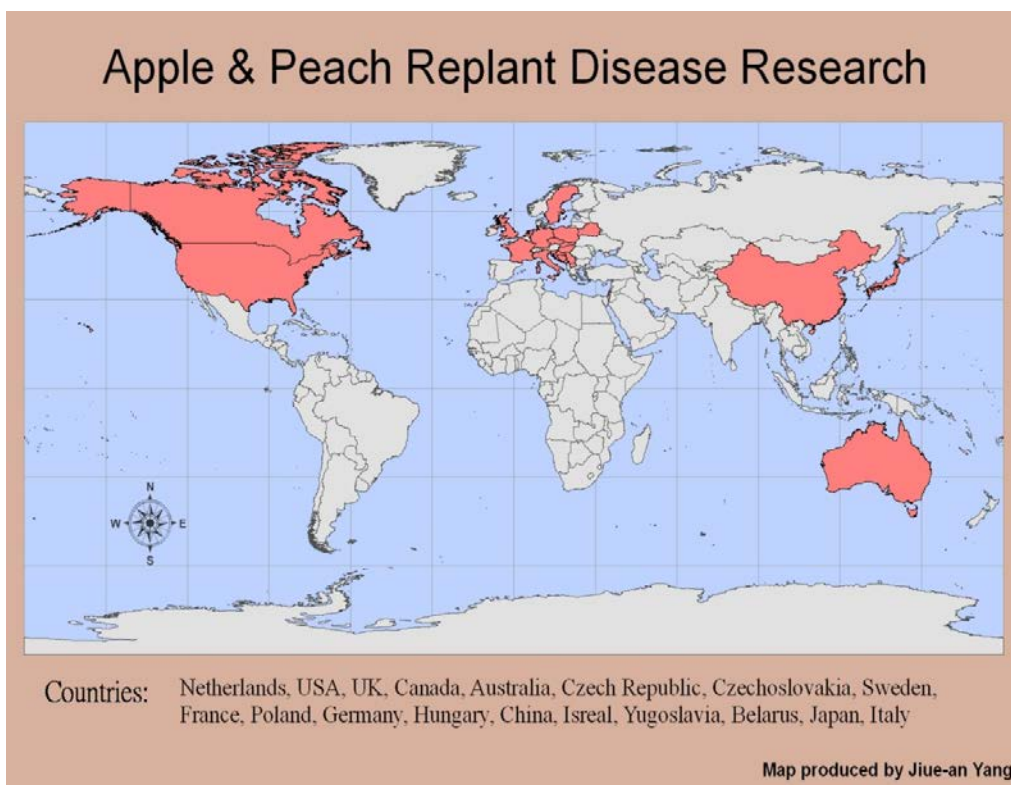 Apple & Peach Replant Disease Research
N
W E
S
Countries: Netherlands, USA, UK, Canada, Australia, Czech Republic, Czechoslovakia, Sweden,
France, Poland, Germany, Hungary, China, Isreal, Yugoslavia, Belarus, Japan, Italy
Map produced by Jiue-an Yang